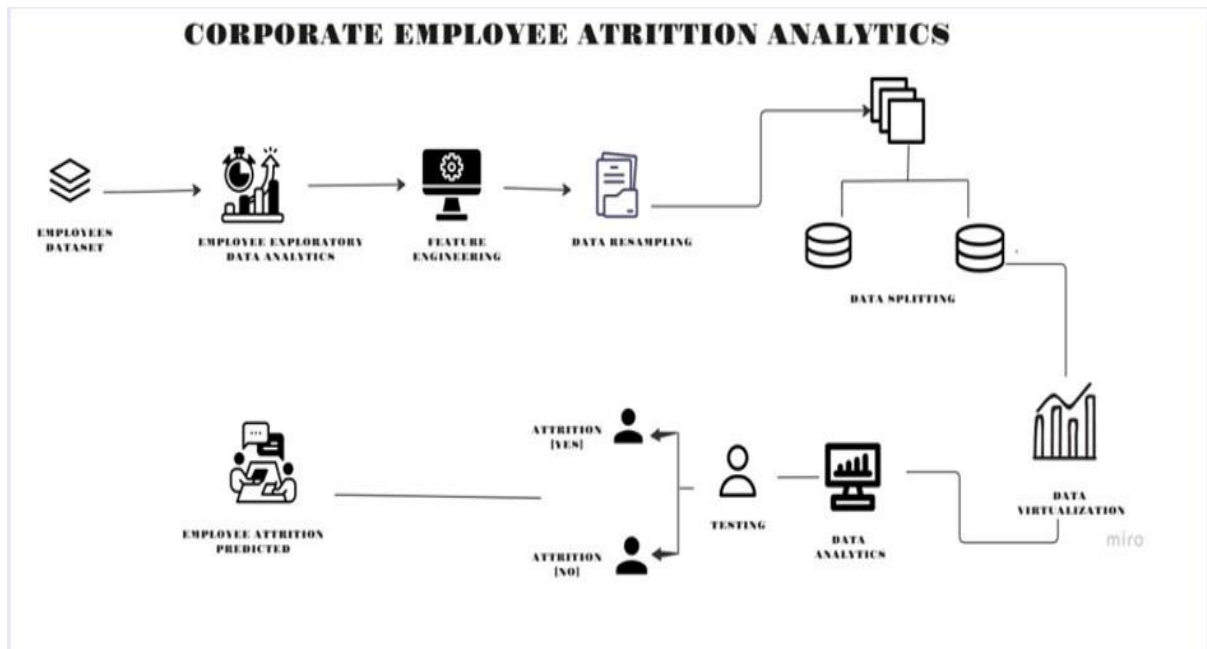 CORPORATE EMPLOYEE ATRITTION ANALYTICS
EMPLOYEES
DATASET
EMPLOYEE EXPLORATORY
DATA ANALYTICS
FEATURE
ENGINEERING
DATA RESAMPLING
DATA SPLITTING
DATA
VIRTUALIZATION
miro
DATA
ANALYTICS
TESTING
ATTRITION
[YES]
ATTRITION
[NO]
EMPLOYEE ATTRITION
PREDICTED